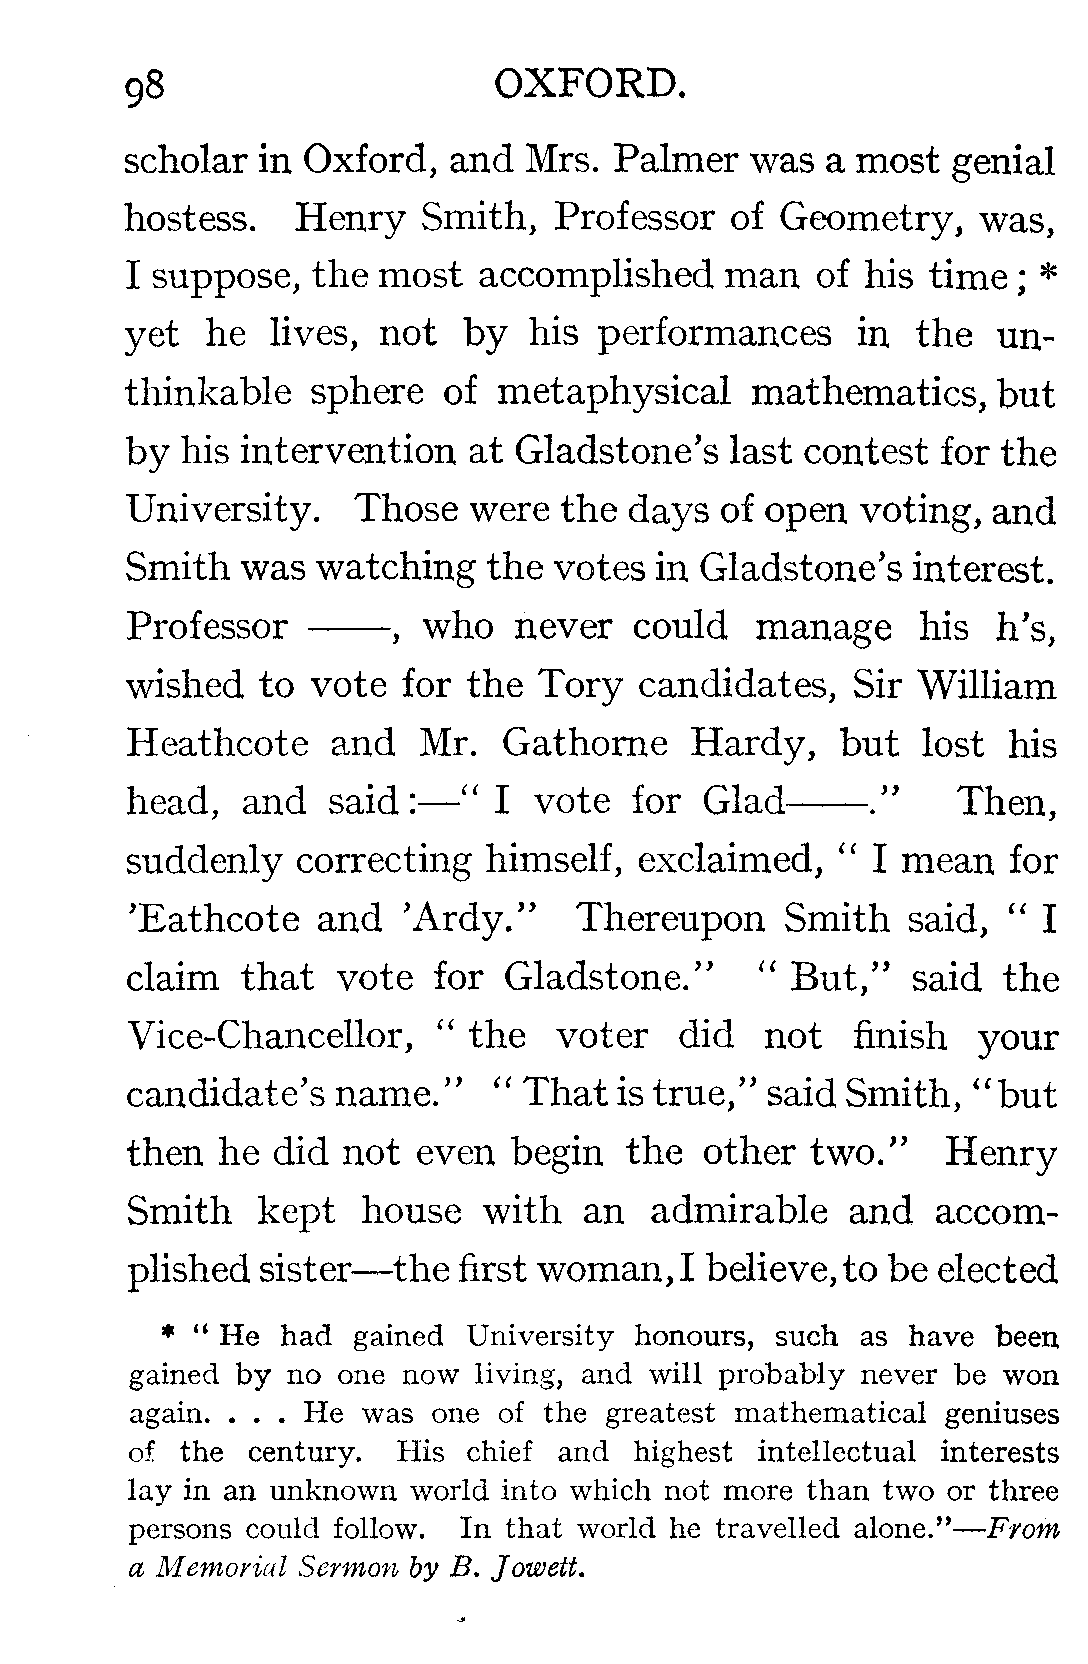 98 OXFORD.
scholar in Oxford, and Mrs. Palmer was a most genial
hostess. Henry Smith, Professor of Geometry, was,
I suppose, the most accomplished man of his time ; *
yet he lives, not by his performances in the un-
thinkable sphere of metaphysical mathematics, but
by his intervention at Gladstone's last contest for the
University. Those were the days of open voting, and
Smith was watching the votes in Gladstone's interest.
Professor ——, who never could manage his h's,
wished to vote for the Tory candidates, Sir William
Heathcote and Mr. Gathorne Hardy, but lost his
head, and said :—“ I vote for Glad——.” Then,
suddenly correcting himself, exclaimed, “ I mean for
'Eathcote and 'Ardy.” Thereupon Smith said, “ I
claim that vote for Gladstone.” “ But,” said the
Vice-Chancellor, “ the voter did not finish your
candidate's name.” “ That is true,” said Smith, “but
then he did not even begin the other two.” Henry
Smith kept house with an admirable and accom-
plished sister—the first woman, I believe, to be elected
* “ He had gained University honours, such as have been
gained by no one now living, and will probably never be won
again. . . . He was one of the greatest mathematical geniuses
of the century. His chief and highest intellectual interests
lay in an unknown world into which not more than two or three
persons could follow. In that world he travelled alone.”—From
a Memorial Sermon by B. Jowett.